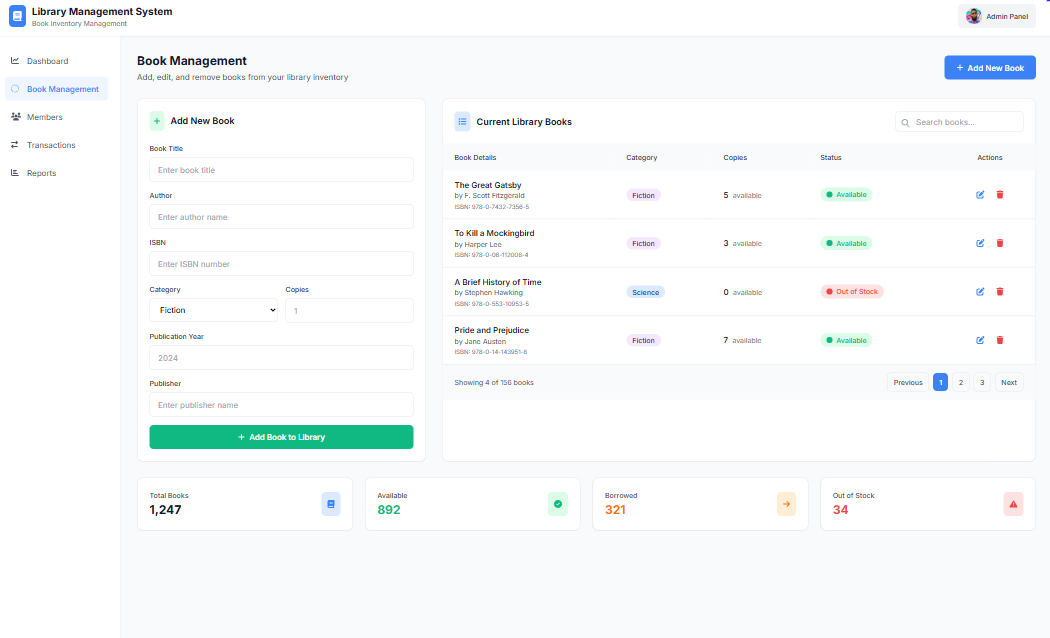 Library Management System
Book Inventory Management
Admin Panel
Dashboard
Book Management
Members
Transactions
Reports
Book Management
Add, edit, and remove books from your library inventory
+ Add New Book
+ Add New Book
Book Title
Enter book title
Author
Enter author name
ISBN
Enter ISBN number
Category Copies
Fiction 1
Publication Year
2024
Publisher
Enter publisher name
+ Add Book to Library
Current Library Books
Search books...
Book Details Category Copies Status Actions
The Great Gatsby
by F. Scott Fitzgerald
ISBN: 978-0-7432-7356-5
Fiction 5 available Available
To Kill a Mockingbird
by Harper Lee
ISBN: 978-0-06-112008-4
Fiction 3 available Available
A Brief History of Time
by Stephen Hawking
ISBN: 978-0-553-10953-5
Science 0 available Out of Stock
Pride and Prejudice
by Jane Austen
ISBN: 978-0-14-143951-8
Fiction 7 available Available
Showing 4 of 156 books
Previous 1 2 3 Next
Total Books
1,247
Available
892
Borrowed
321
Out of Stock
34